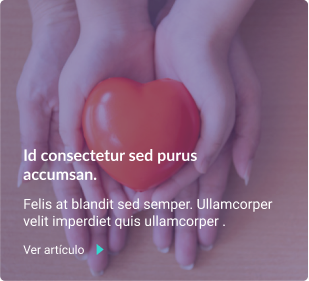 Id consectetur sed purus
accumsan.
Felis at blandit sed semper. Ullamcorper
velit imperdiet quis ullamcorper .
Ver artículo